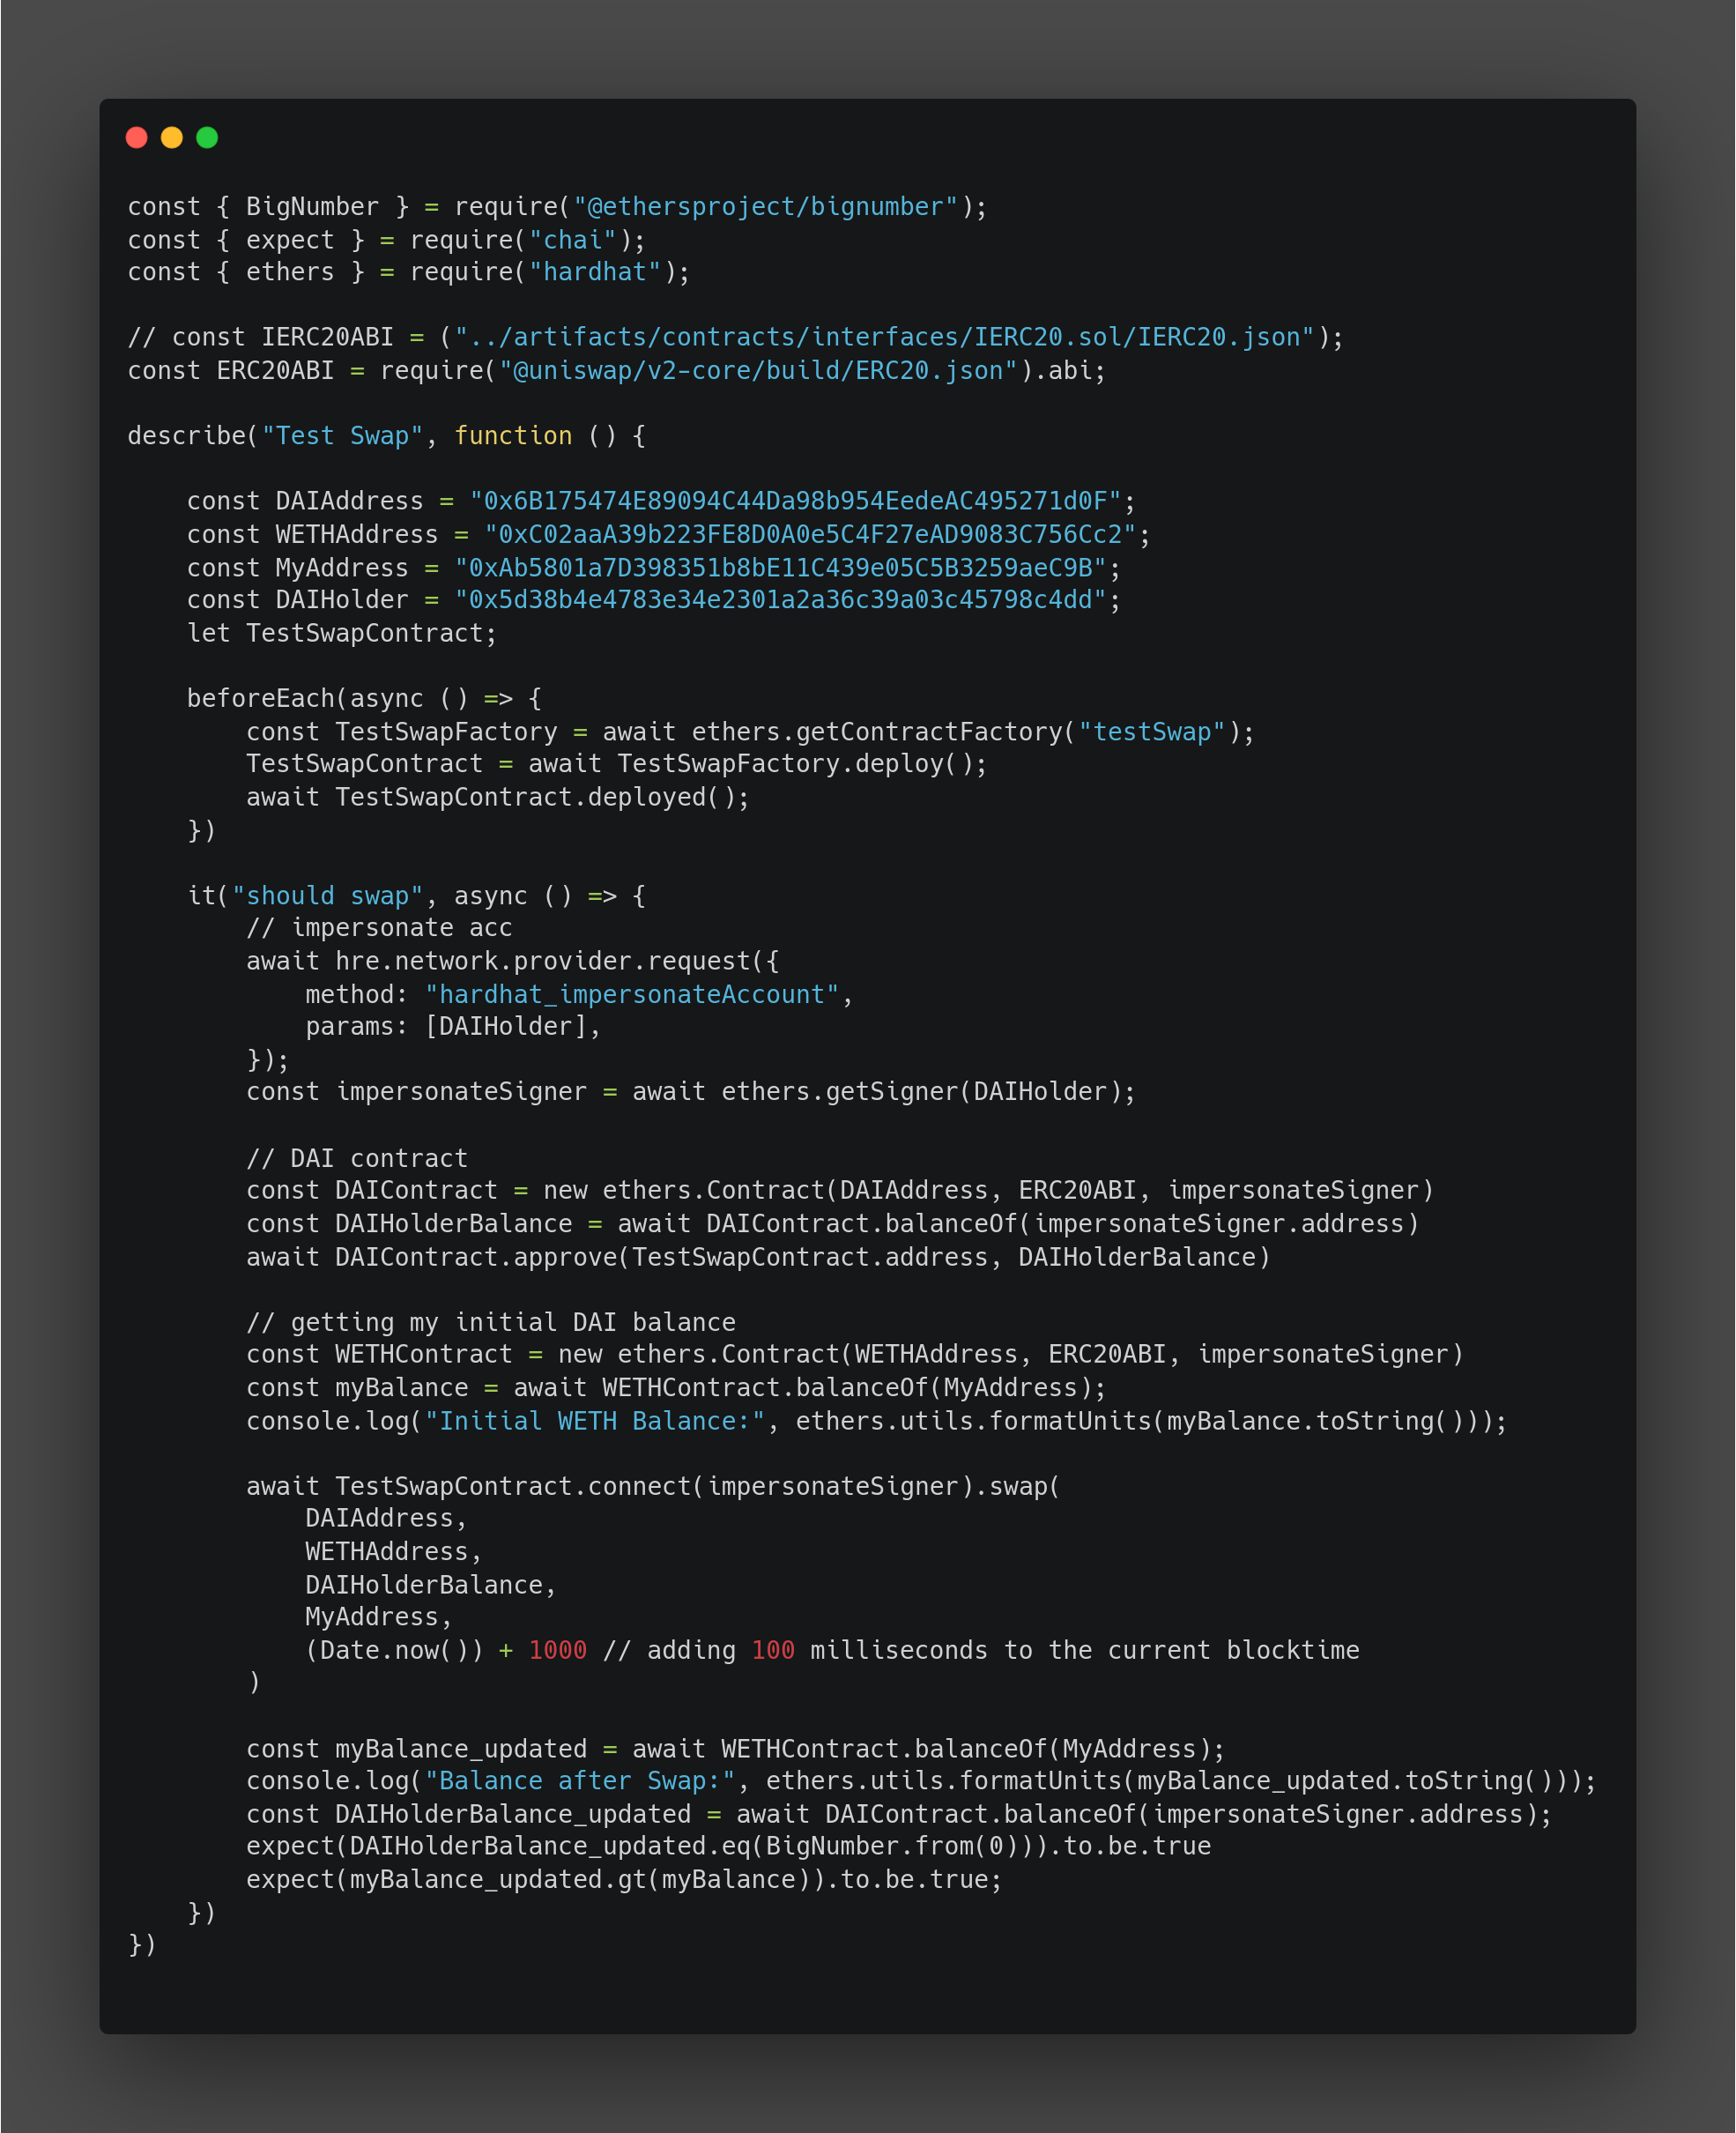 const { BigNumber } = require("@ethersproject/bignumber");
const { expect } = require("chai");
const { ethers } = require("hardhat");

// const IERC20ABI = ("../artifacts/contracts/interfaces/IERC20.sol/IERC20.json");
const ERC20ABI = require("@uniswap/v2-core/build/ERC20.json").abi;

describe("Test Swap", function () {

    const DAIAddress = "0x6B175474E89094C44Da98b954EedeAC495271d0F";
    const WETHAddress = "0xC02aaA39b223FE8D0A0e5C4F27eAD9083C756Cc2";
    const MyAddress = "0xAb5801a7D398351b8bE11C439e05C5B3259aeC9B";
    const DAIHolder = "0x5d38b4e4783e34e2301a2a36c39a03c45798c4dd";
    let TestSwapContract;

    beforeEach(async () => {
        const TestSwapFactory = await ethers.getContractFactory("testSwap");
        TestSwapContract = await TestSwapFactory.deploy();
        await TestSwapContract.deployed();
    })

    it("should swap", async () => {
        // impersonate acc
        await hre.network.provider.request({
            method: "hardhat_impersonateAccount",
            params: [DAIHolder],
        });
        const impersonateSigner = await ethers.getSigner(DAIHolder);

        // DAI contract
        const DAIContract = new ethers.Contract(DAIAddress, ERC20ABI, impersonateSigner)
        const DAIHolderBalance = await DAIContract.balanceOf(impersonateSigner.address)
        await DAIContract.approve(TestSwapContract.address, DAIHolderBalance)

        // getting my initial DAI balance
        const WETHContract = new ethers.Contract(WETHAddress, ERC20ABI, impersonateSigner)
        const myBalance = await WETHContract.balanceOf(MyAddress);
        console.log("Initial WETH Balance:", ethers.utils.formatUnits(myBalance.toString()));

        await TestSwapContract.connect(impersonateSigner).swap(
            DAIAddress,
            WETHAddress,
            DAIHolderBalance,
            MyAddress,
            (Date.now()) + 1000 // adding 100 milliseconds to the current blocktime
        )

        const myBalance_updated = await WETHContract.balanceOf(MyAddress);
        console.log("Balance after Swap:", ethers.utils.formatUnits(myBalance_updated.toString()));
        const DAIHolderBalance_updated = await DAIContract.balanceOf(impersonateSigner.address);
        expect(DAIHolderBalance_updated.eq(BigNumber.from(0))).to.be.true
        expect(myBalance_updated.gt(myBalance)).to.be.true;
    })
})